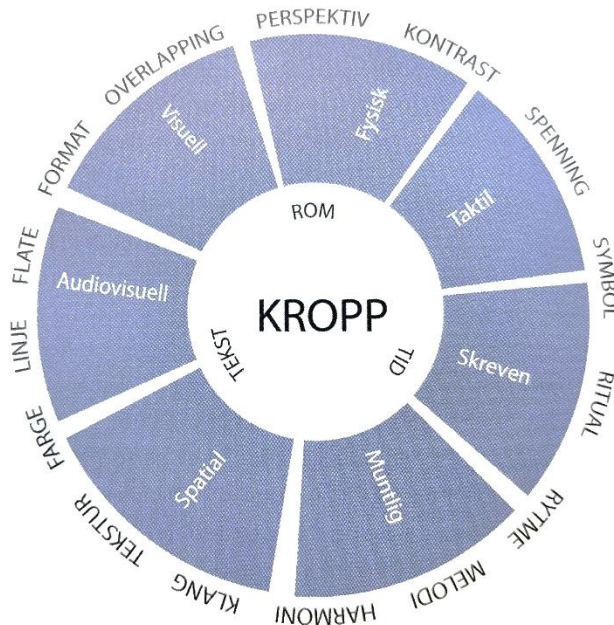 PERSPEKTIV
KONTRAST
SPENNING
SYMBOL
RITUAL
RYTME
MELODI
HARMONI
KLANG
TEKSTUR
FARGE
LINJE
FLATE
FORMAT
OVERLAPPING
Fysisk
Taktil
Skreven
Muntlig
Spatial
Audiovisuell
Visuell
ROM
TID
TEKST
KROPP